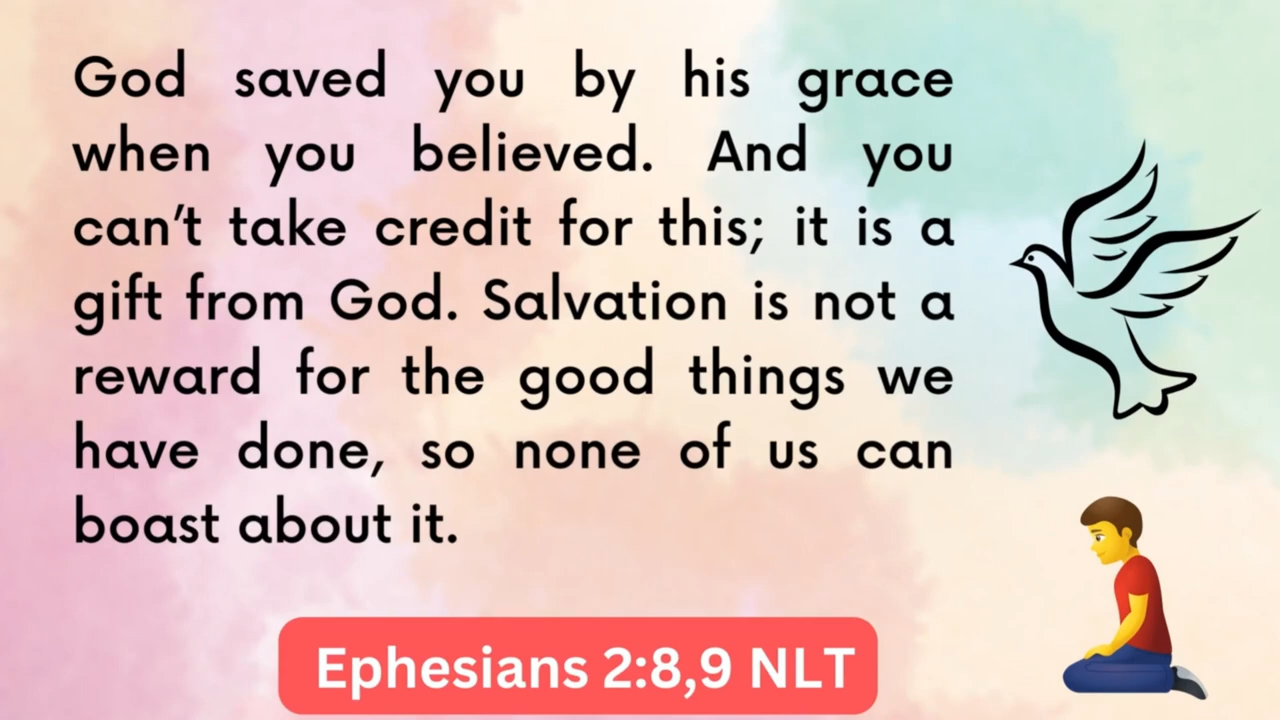 God saved you by his grace
when you believed. And you
can’t take credit for this; it is a
gift from God. Salvation is not a
reward for the good things we
have done, so none of us can
boast about it.
Ephesians 2:8,9 NLT